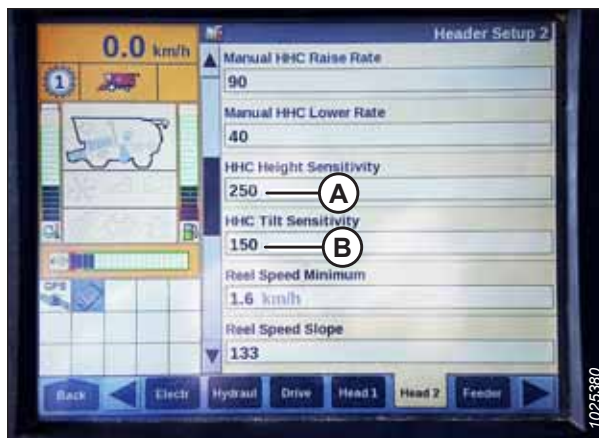 Header Setup 2
0.0 km/h
1
Manual HHC Raise Rate
90
Manual HHC Lower Rate
40
HHC Height Sensitivity
250
A
HHC Tilt Sensitivity
150
B
Reel Speed Minimum
1.6 km/h
Reel Speed Slope
133
GPS
Back Electr Hydraul Drive Head 1 Head 2 Feeder
1025380